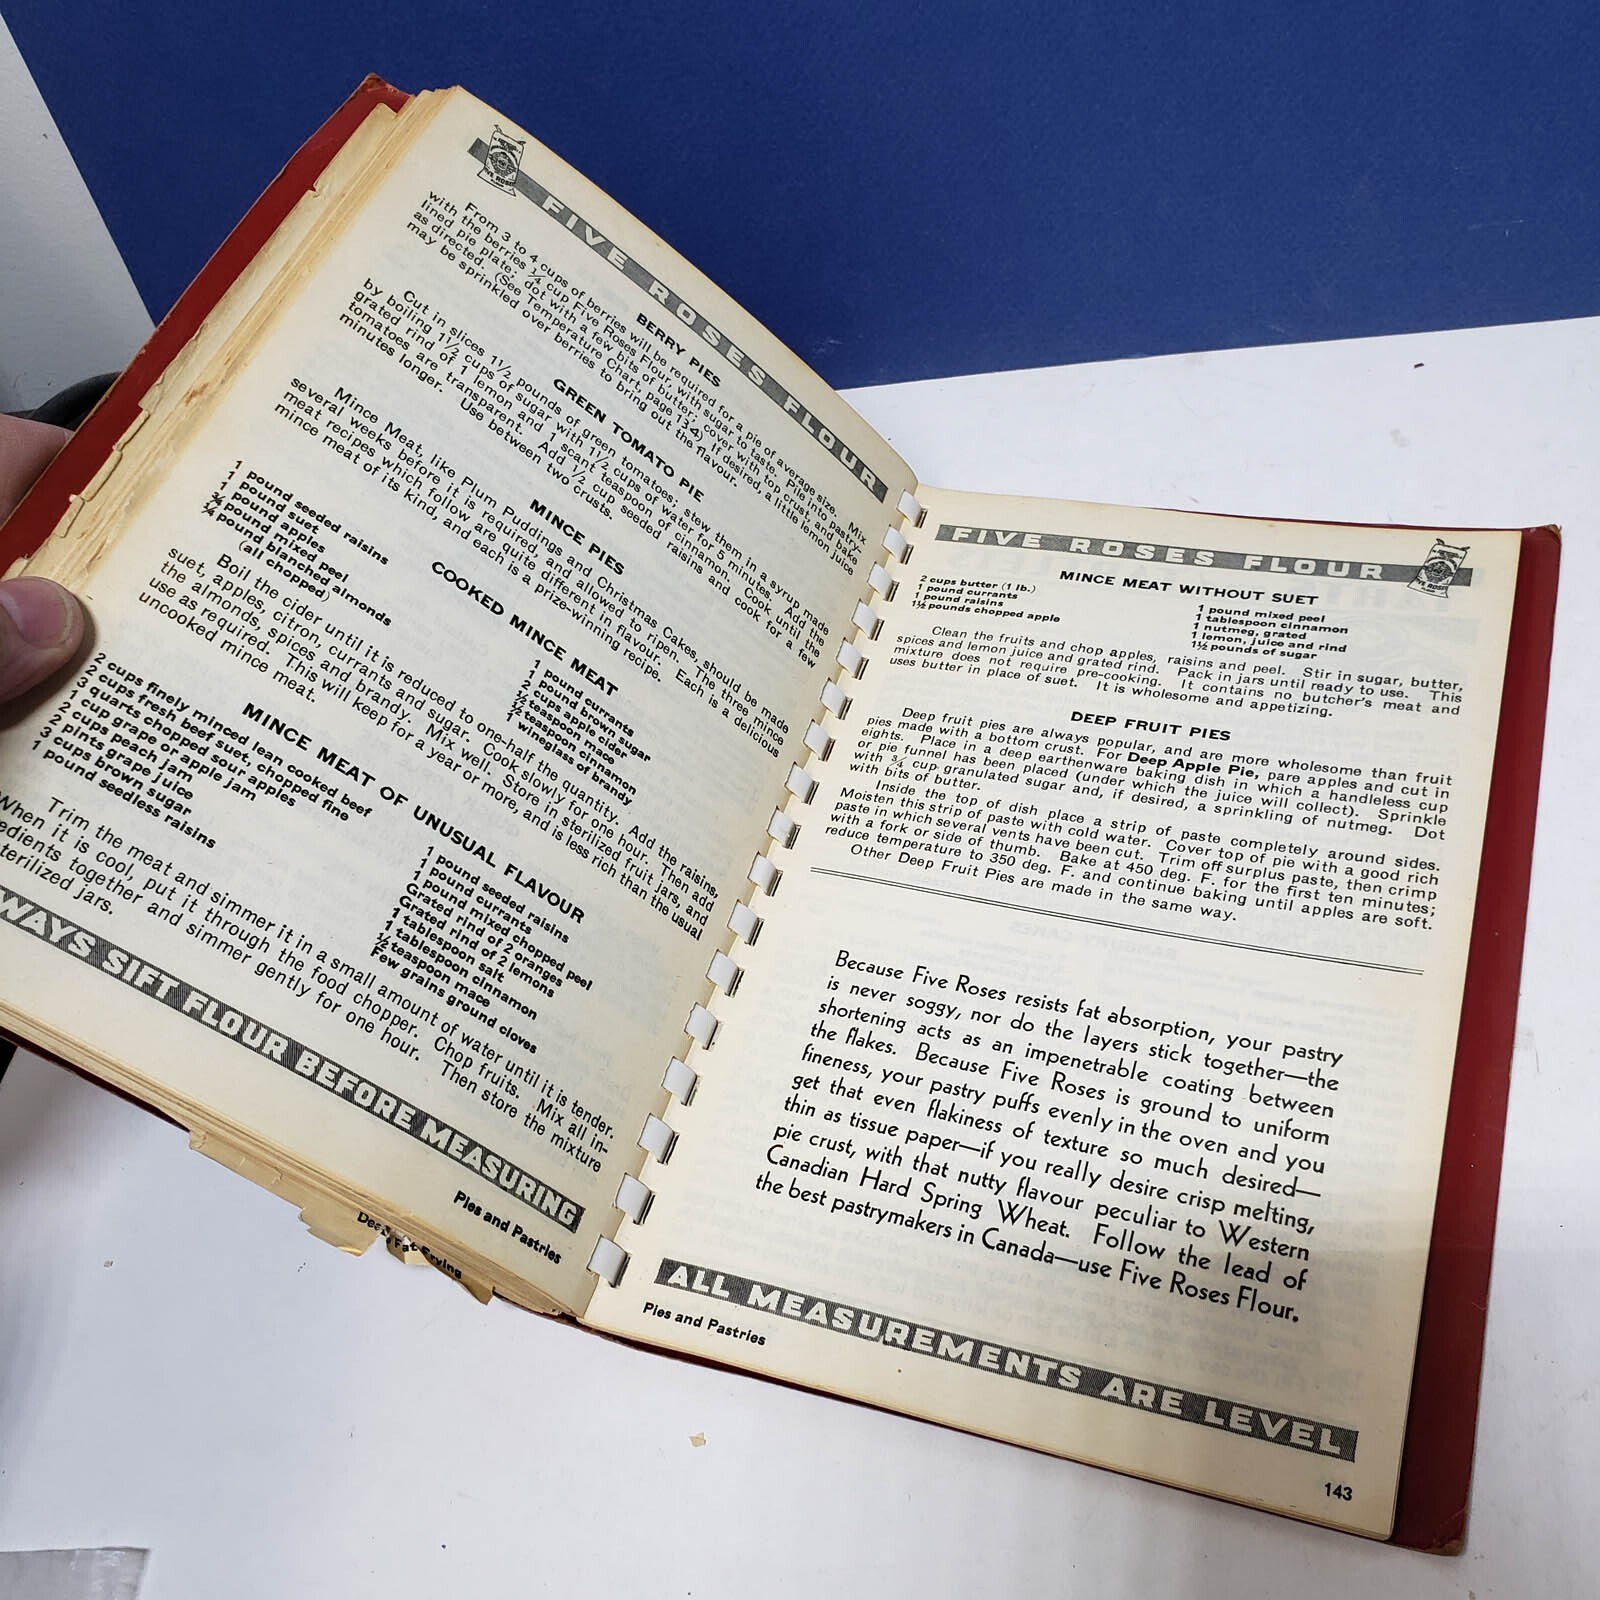 FIVE ROSES FLOUR
BERRY PIES
From 3 to 4 cups of berries will be required for a pie of average size. Mix
with the berries ¼ cup Five Roses Flour, with sugar to taste. Pile into pastry-
lined pie plate; dot with a few bits of butter; cover with top crust, and bake
as directed. (See Temperature Chart, page 134) If desired, a little lemon juice
may be sprinkled over berries to bring out the flavour.
GREEN TOMATO PIE
Cut in slices 1½ pounds of green tomatoes; stew them in a syrup made
by boiling 1½ cups of sugar with 1½ cups of water for 5 minutes. Add the
grated rind of 1 lemon and 1 scant teaspoon of cinnamon. Cook until the
tomatoes are transparent. Add ½ cup seeded raisins and cook for a few
minutes longer. Use between two crusts.
MINCE PIES
Mince Meat, like Plum Puddings and Christmas Cakes, should be made
several weeks before it is required, and allowed to ripen. The three mince
meat recipes which follow are quite different in flavour. Each is a delicious
mince meat of its kind, and each is a prize-winning recipe.
COOKED MINCE MEAT
1 pound seeded raisins
1 pound suet
1 pound apples
¾ pound mixed peel
¼ pound blanched almonds
(all chopped)
1 pound currants
1 pound brown sugar
2 cups apple cider
½ teaspoon mace
½ teaspoon cinnamon
1 wineglass of brandy
Boil the cider until it is reduced to one-half the quantity. Add the raisins,
suet, apples, citron, currants and sugar. Cook slowly for one hour. Then add
the almonds, spices and brandy. Mix well. Store in sterilized fruit jars, and
use as required. This will keep for a year or more, and is less rich than the usual
uncooked mince meat.
MINCE MEAT OF UNUSUAL FLAVOUR
2 cups finely minced lean cooked beef
2 cups fresh beef suet, chopped fine
3 quarts chopped sour apples
1 cup grape or apple jam
2 cups peach jam
2 pints grape juice
3 cups brown sugar
1 pound seedless raisins
1 pound seeded raisins
1 pound currants
1 pound mixed chopped peel
Grated rind of 2 oranges
Grated rind of 2 lemons
1 tablespoon salt
1 tablespoon cinnamon
½ teaspoon mace
Few grains ground cloves
Trim the meat and simmer it in a small amount of water until it is tender.
When it is cool, put it through the food chopper. Chop fruits. Mix all in-
edients together and simmer gently for one hour. Then store the mixture
terilized jars.
WAYS SIFT FLOUR BEFORE MEASURING
Pies and Pastries
Fat Frying
FIVE ROSES
FIVE ROSES FLOUR
MINCE MEAT WITHOUT SUET
2 cups butter (1 lb.)
1 pound currants
1 pound raisins
1½ pounds chopped apple
1 pound mixed peel
1 tablespoon cinnamon
1 nutmeg, grated
1 lemon, juice and rind
1½ pounds of sugar
Clean the fruits and chop apples, raisins and peel. Stir in sugar, butter,
spices and lemon juice and grated rind. Pack in jars until ready to use. This
mixture does not require pre-cooking. It contains no butcher's meat and
uses butter in place of suet. It is wholesome and appetizing.
DEEP FRUIT PIES
Deep fruit pies are always popular, and are more wholesome than fruit
pies made with a bottom crust. For Deep Apple Pie, pare apples and cut in
eights. Place in a deep earthenware baking dish in which a handleless cup
or pie funnel has been placed (under which the juice will collect). Sprinkle
with ¾ cup granulated sugar and, if desired, a sprinkling of nutmeg. Dot
with bits of butter.
Inside the top of dish place a strip of paste completely around sides.
Moisten this strip of paste with cold water. Cover top of pie with a good rich
paste in which several vents have been cut. Trim off surplus paste, then crimp
with a fork or side of thumb. Bake at 450 deg. F. for the first ten minutes;
reduce temperature to 350 deg. F. and continue baking until apples are soft.
Other Deep Fruit Pies are made in the same way.
Because Five Roses resists fat absorption, your pastry
is never soggy, nor do the layers stick together—the
shortening acts as an impenetrable coating between
the flakes. Because Five Roses is ground to uniform
fineness, your pastry puffs evenly in the oven and you
get that even flakiness of texture so much desired—
thin as tissue paper—if you really desire crisp melting,
pie crust, with that nutty flavour peculiar to Western
Canadian Hard Spring Wheat. Follow the lead of
the best pastrymakers in Canada—use Five Roses Flour.
ALL MEASUREMENTS ARE LEVEL
Pies and Pastries
143